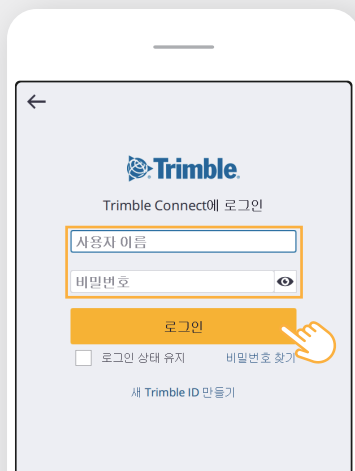 Trimble.
Trimble Connect에 로그인
사용자 이름
비밀번호
로그인
로그인 상태 유지 비밀번호 찾기
새 Trimble ID 만들기